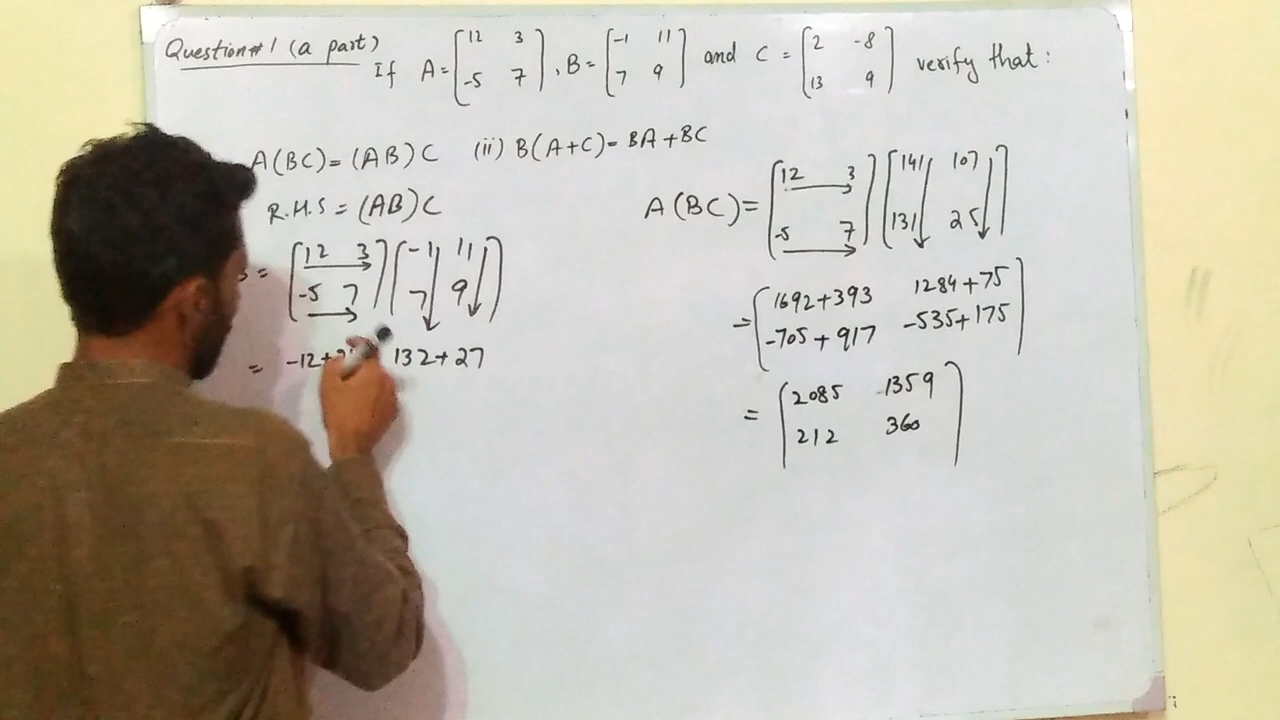 Question#1 (a part)
If A = [12 3 -5 7], B = [-1 11 7 9] and C = [2 -8 13 9] verify that:
A(BC) = (AB)C (ii) B(A+C) = BA+BC
R.H.S = (AB)C
= [12 3 -5 7] [-1 11 7 9]
= -12+ 132+27
A(BC) = [12 3 -5 7] [141 107 131 25]
= [1692+393 1284+75 -705+917 -535+175]
= [2085 1359 212 360]